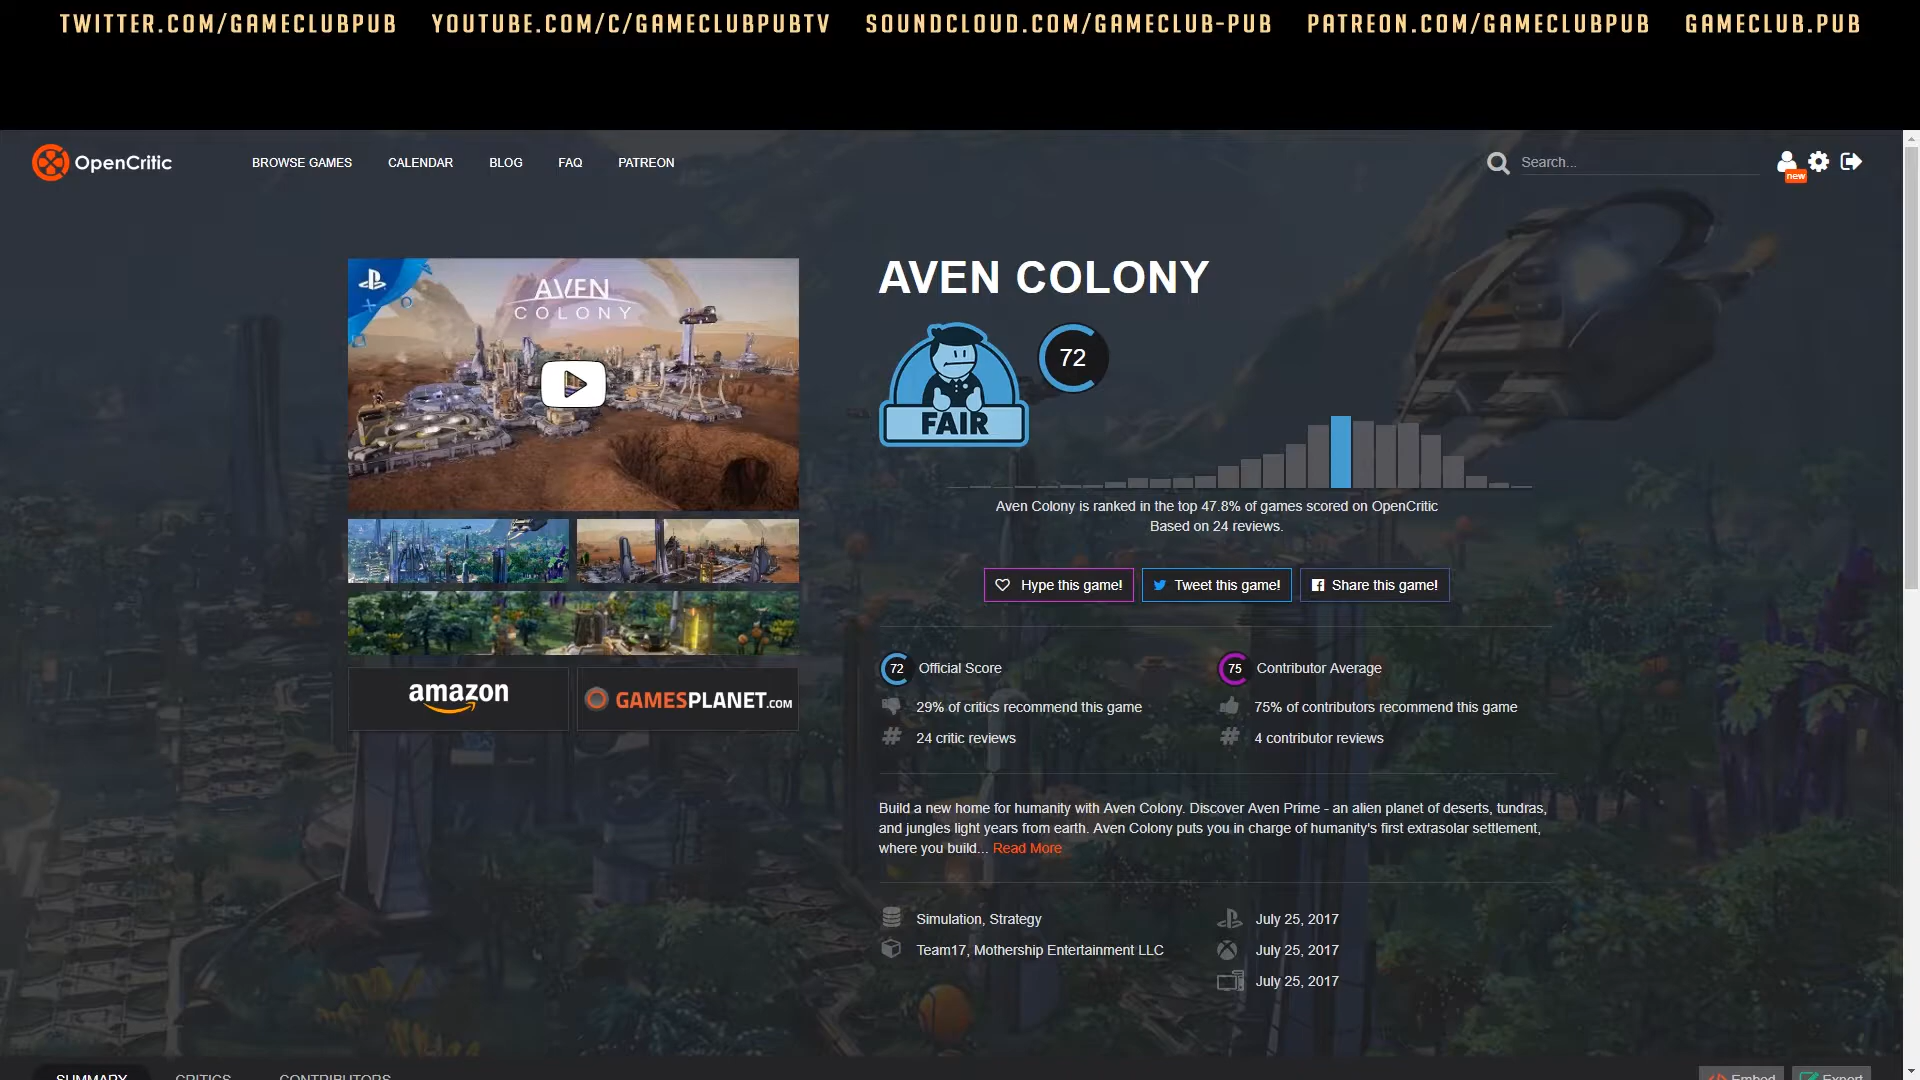 TWITTER.COM/GAMECLUBPUB YOUTUBE.COM/C/GAMECLUBPUBTV SOUNDCLOUD.COM/GAMECLUB-PUB PATREON.COM/GAMECLUBPUB GAMECLUB.PUB
OpenCritic BROWSE GAMES CALENDAR BLOG FAQ PATREON Search...
new
AVEN COLONY
AVEN
COLONY
72
FAIR
Aven Colony is ranked in the top 47.8% of games scored on OpenCritic
Based on 24 reviews.
Hype this game! Tweet this game! Share this game!
amazon GAMESPLANET.COM
72 Official Score
29% of critics recommend this game
24 critic reviews
75 Contributor Average
75% of contributors recommend this game
4 contributor reviews
Build a new home for humanity with Aven Colony. Discover Aven Prime - an alien planet of deserts, tundras,
and jungles light years from earth. Aven Colony puts you in charge of humanity's first extrasolar settlement,
where you build... Read More
Simulation, Strategy
Team17, Mothership Entertainment LLC
July 25, 2017
July 25, 2017
July 25, 2017
SUMMARY CRITICS CONTRIBUTORS Embed Export